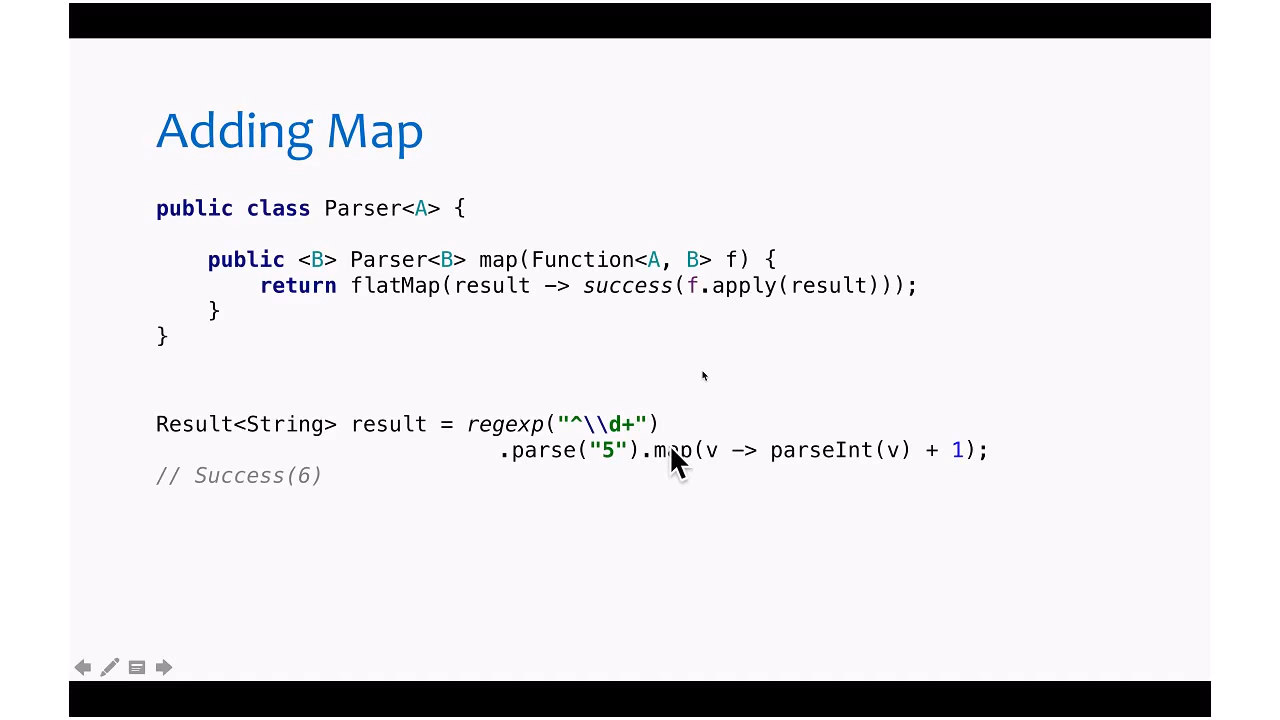 Adding Map
public class Parser<A> {
public <B> Parser<B> map(Function<A, B> f) {
return flatMap(result -> success(f.apply(result)));
}
}
Result<String> result = regexp("^\\d+")
.parse("5").map(v -> parseInt(v) + 1);
// Success(6)